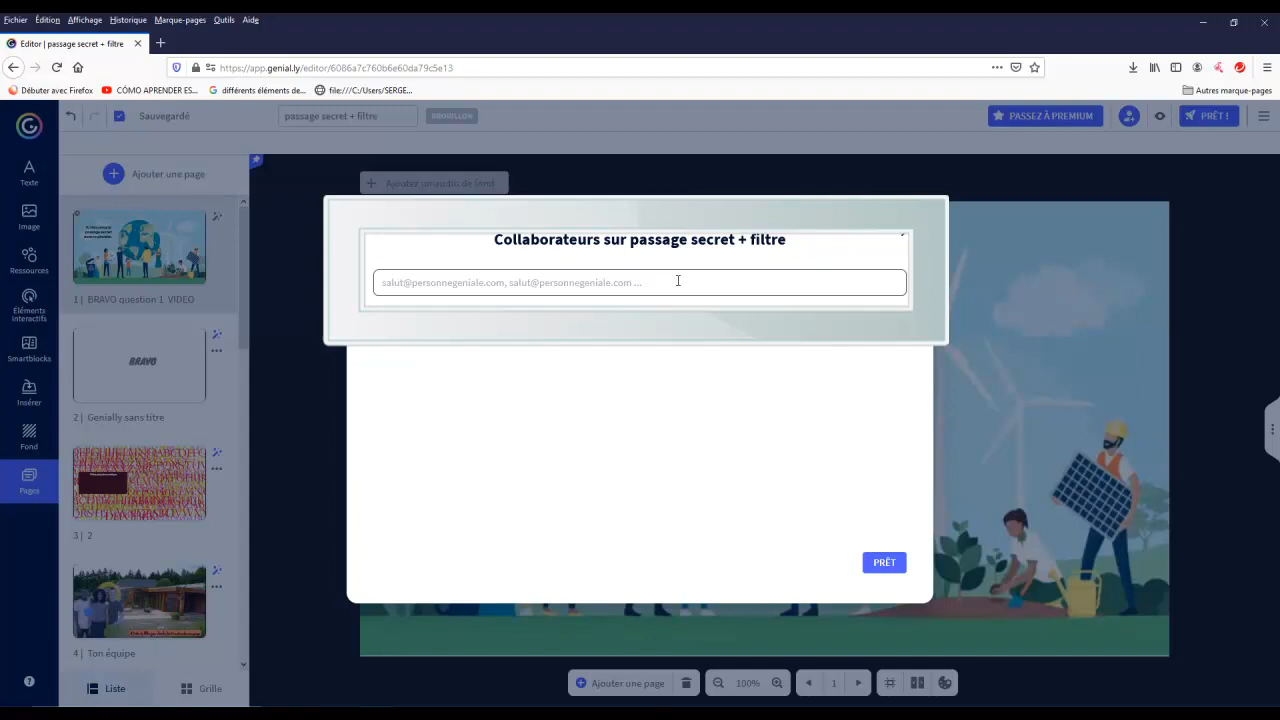 Fichier Édition Affichage Historique Marque-pages Outils Aide
Editor | passage secret + filtre
https://app.genial.ly/editor/6086a7c760b6e60da79c5e13
Débuter avec Firefox
CÓMO APRENDER ES...
différents éléments de...
file:///C:/Users/SERGE...
Autres marque-pages
Sauvegardé
passage secret + filtre
BROUILLON
PASSEZ À PREMIUM
PRÊT !
Texte
Image
Ressources
Éléments
interactifs
Smartblocks
Insérer
Fond
Pages
Ajouter une page
1 | BRAVO question 1 VIDEO
BRAVO
2 | Genially sans titre
3 | 2
4 | Ton équipe
Liste
Grille
Ajoutez un audio de fond
Collaborateurs sur passage secret + filtre
salut@personnegeniale.com, salut@personnegeniale.com ...
PRÊT
Ajouter une page
100%
1